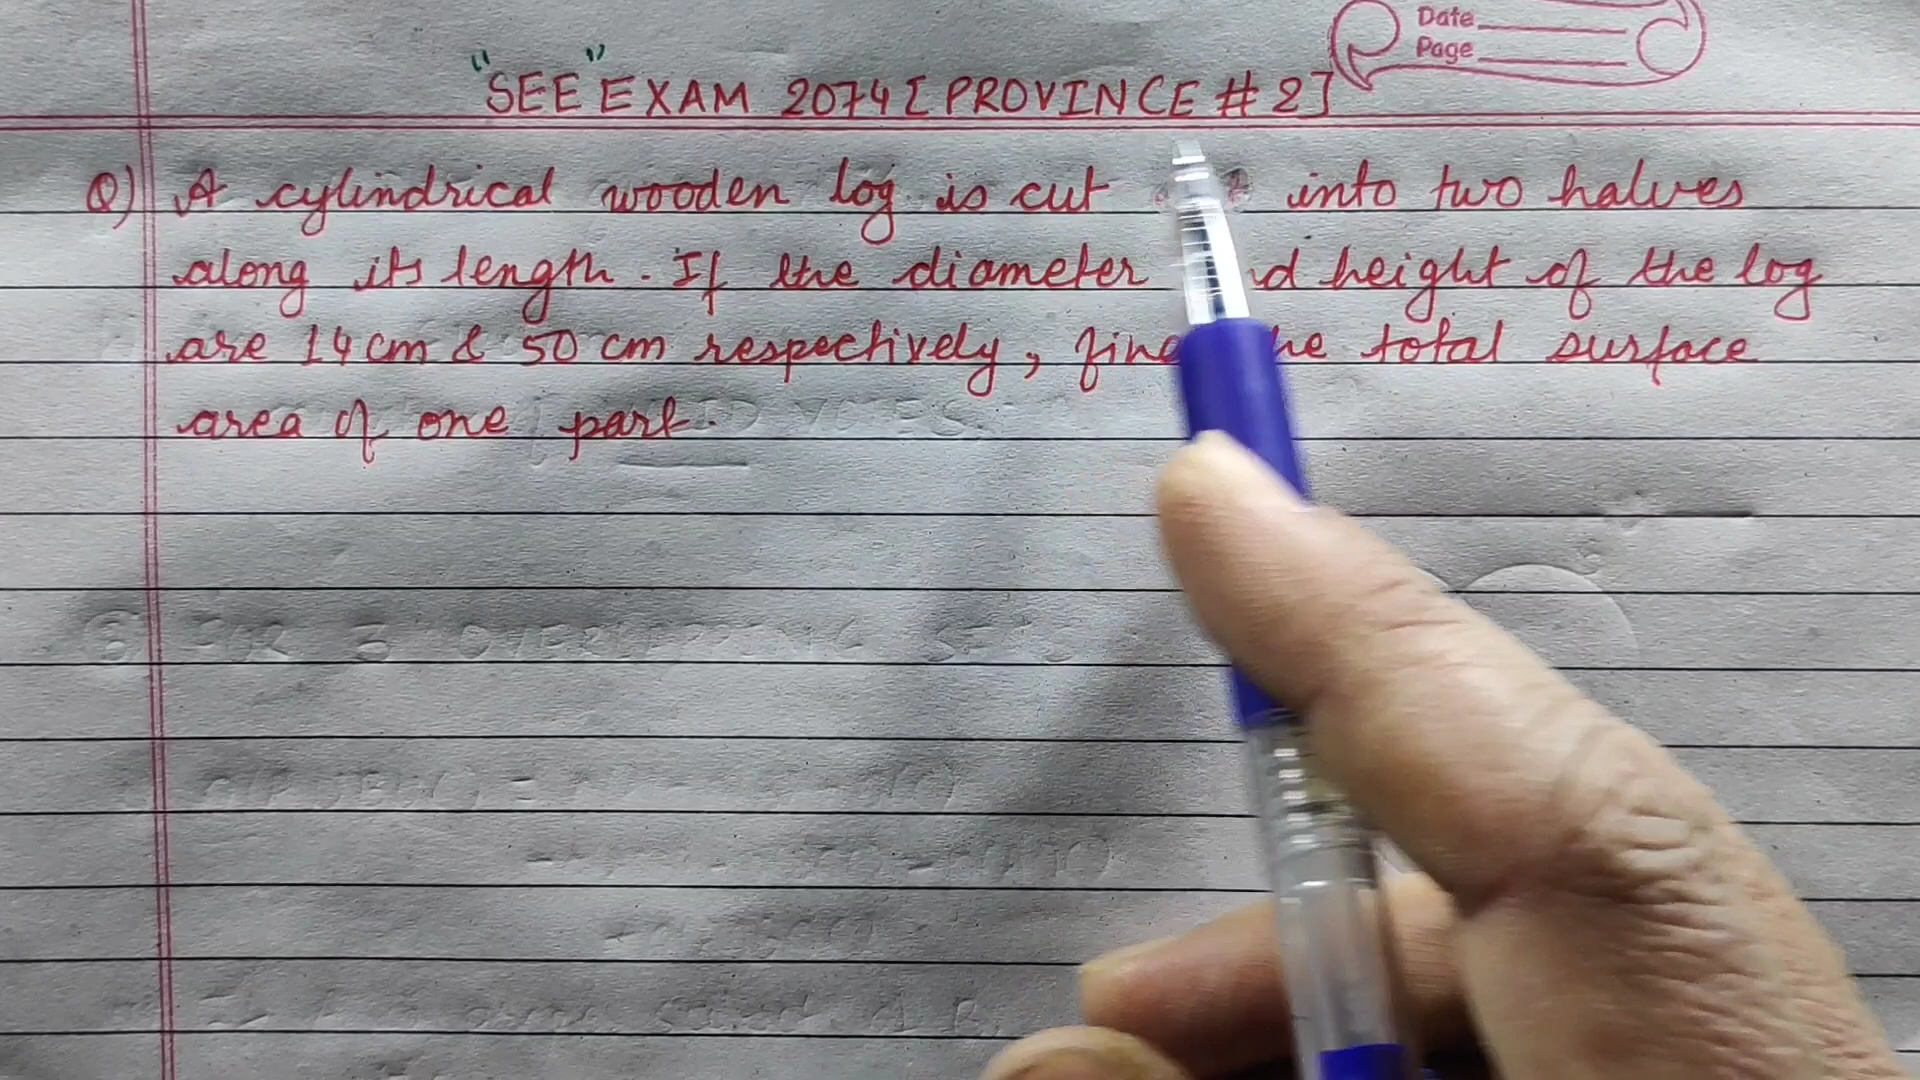 Date
Page
"SEE" EXAM 2074 [PROVINCE # 2]
Q) A cylindrical wooden log is cut into two halves
along its length. If the diameter height of the log
are 14 cm & 50 cm respectively, total surface
area of one part.